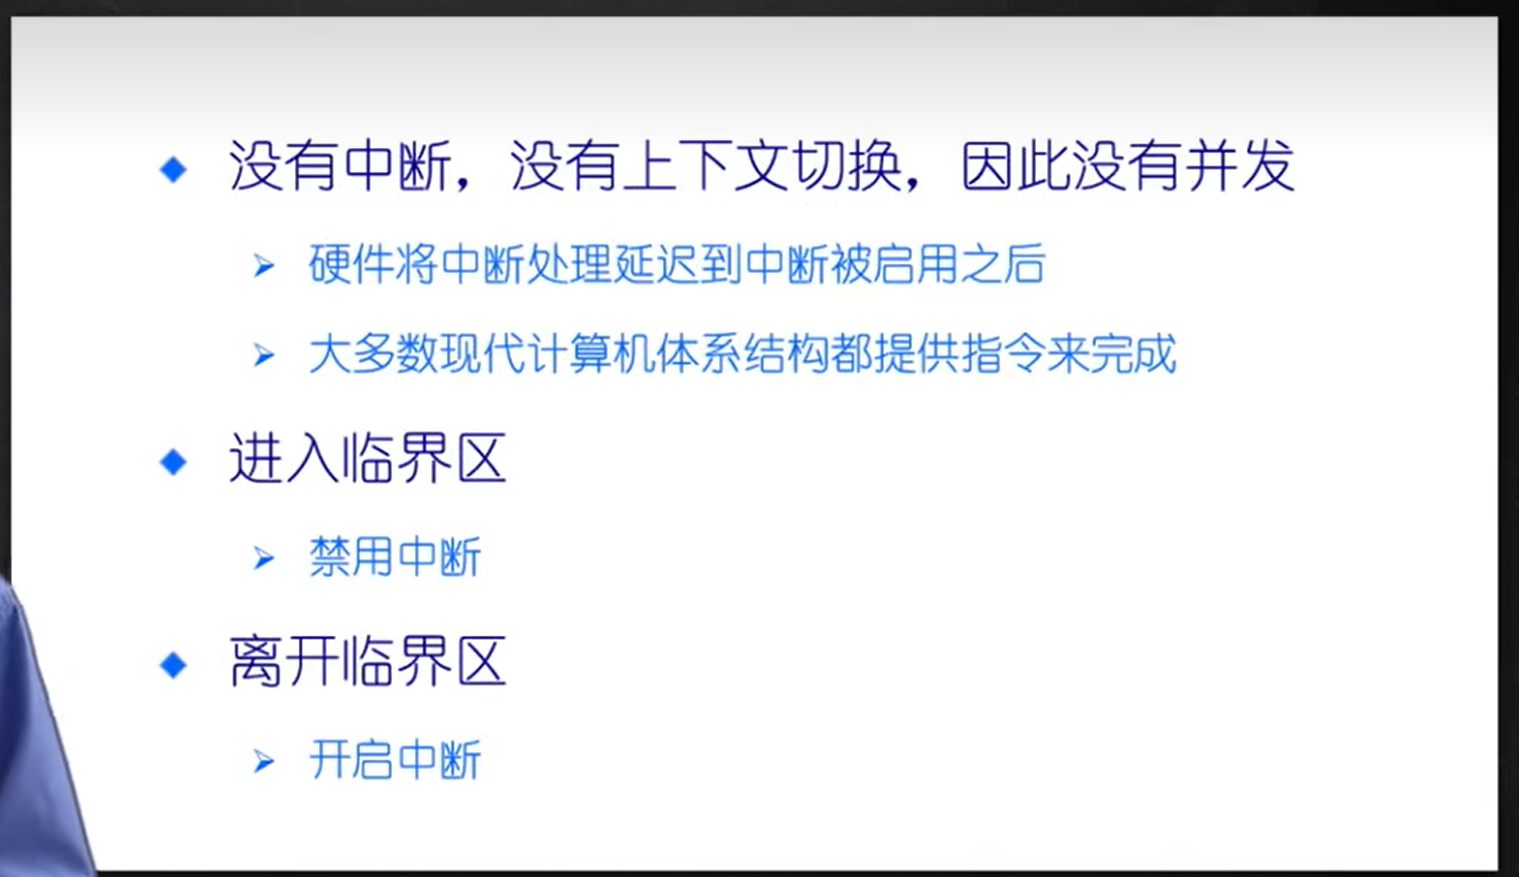 没有中断，没有上下文切换，因此没有并发
硬件将中断处理延迟到中断被启用之后
大多数现代计算机体系结构都提供指令来完成
进入临界区
禁用中断
离开临界区
开启中断